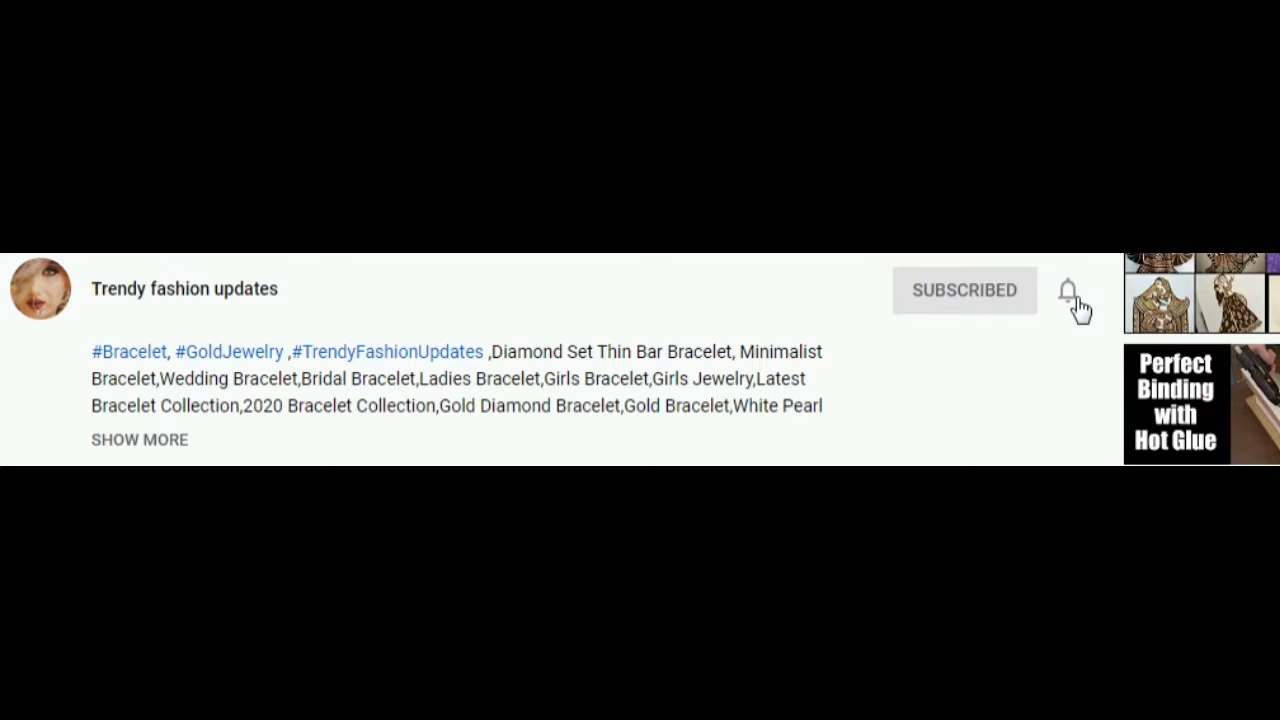 Trendy fashion updates
SUBSCRIBED
#Bracelet, #GoldJewelry ,#TrendyFashionUpdates ,Diamond Set Thin Bar Bracelet, Minimalist
Bracelet,Wedding Bracelet,Bridal Bracelet,Ladies Bracelet,Girls Bracelet,Girls Jewelry,Latest
Bracelet Collection,2020 Bracelet Collection,Gold Diamond Bracelet,Gold Bracelet,White Pearl
SHOW MORE
Perfect
Binding
with
Hot Glue